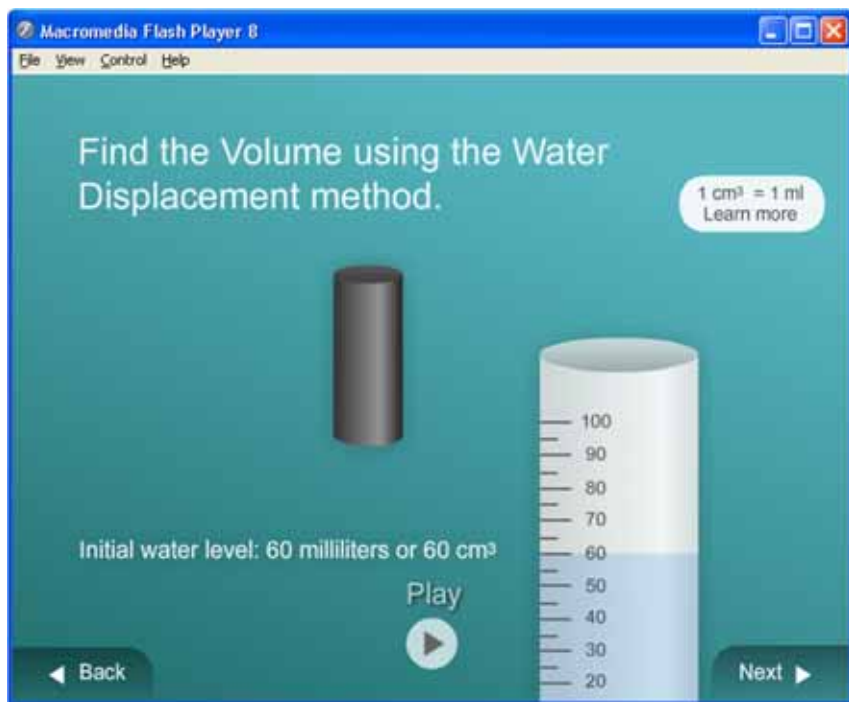 Macromedia Flash Player 8
File View Control Help
Find the Volume using the Water
Displacement method.
1 cm³ = 1 ml
Learn more
100
90
80
70
60
50
40
30
20
Initial water level: 60 milliliters or 60 cm³
Play
Back
Next